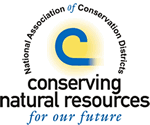 National Association of Conservation Districts
conserving
natural resources
for our future